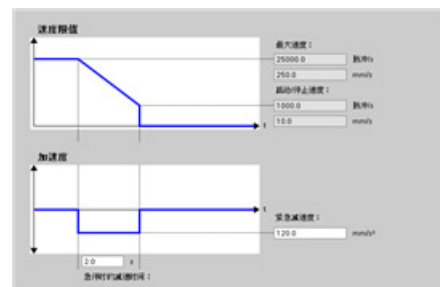 速度限值
最大速度：
25000.0 脉冲/s
250.0 mm/s
启动/停止速度：
1000.0 脉冲/s
10.0 mm/s
t
加速度
t
紧急减速度：
120.0 mm/s²
2.0 s
急停时的减速时间：